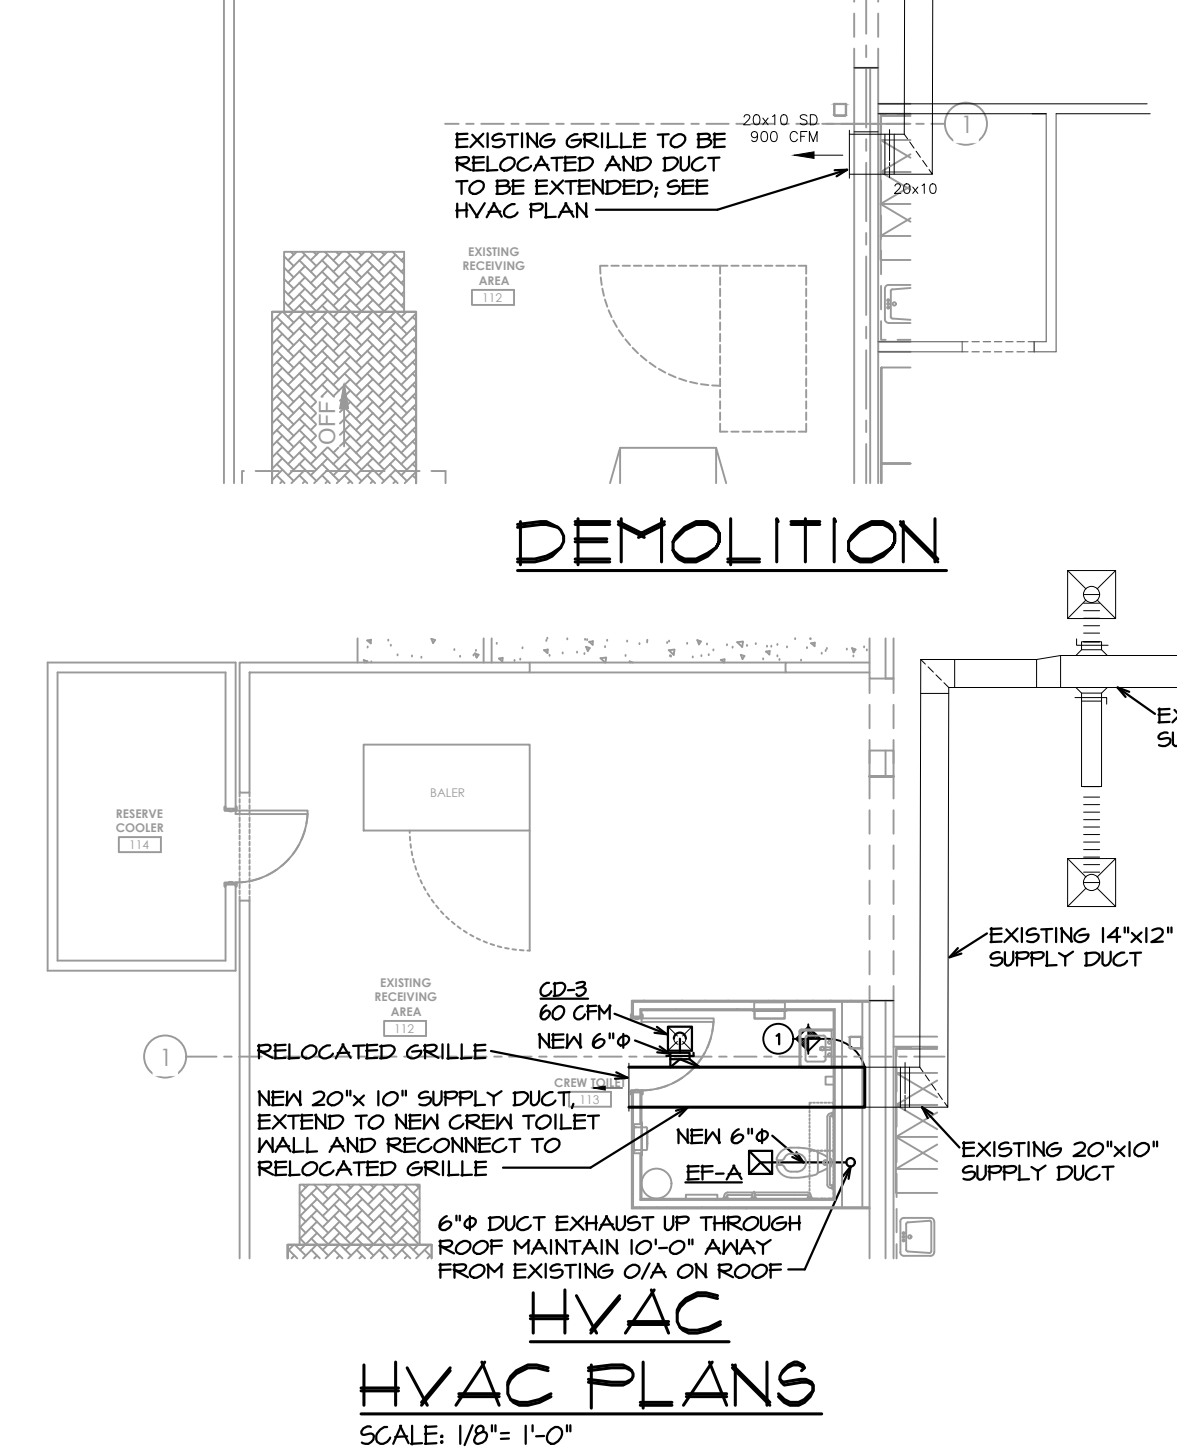 20x10 SD
900 CFM
1
EXISTING GRILLE TO BE
RELOCATED AND DUCT
TO BE EXTENDED; SEE
HVAC PLAN
20x10
EXISTING
RECEIVING
AREA
112
OFF
DEMOLITION
BALER
RESERVE
COOLER
114
EXISTING 14"x12"
SUPPLY DUCT
EXISTING
RECEIVING
AREA
112
CD-3
60 CFM
NEW 6"Φ
1
1
RELOCATED GRILLE
CREW TOILET
113
NEW 20"x 10" SUPPLY DUCT,
EXTEND TO NEW CREW TOILET
WALL AND RECONNECT TO
RELOCATED GRILLE
NEW 6"Φ
EF-A
EXISTING 20"x10"
SUPPLY DUCT
6"Φ DUCT EXHAUST UP THROUGH
ROOF MAINTAIN 10'-0" AWAY
FROM EXISTING O/A ON ROOF
HVAC
HVAC PLANS
SCALE: 1/8"= 1'-0"